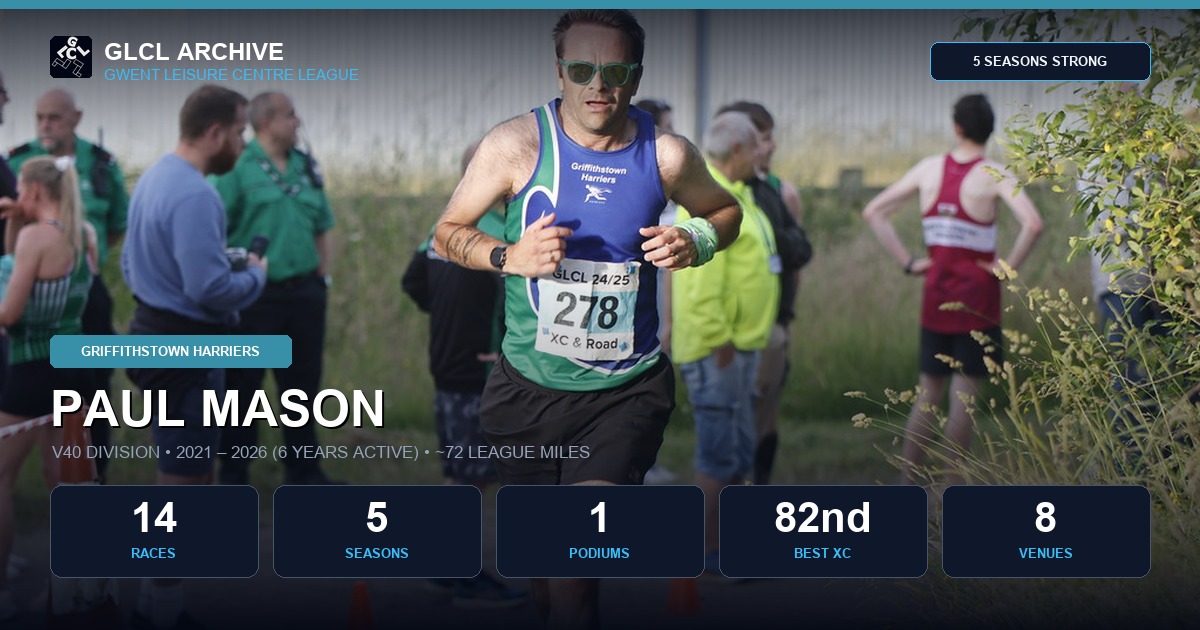 GLCL ARCHIVE
GWENT LEISURE CENTRE LEAGUE
5 SEASONS STRONG
Griffithstown
Harriers
GLCL 24/25
278
XC & Road
GRIFFITHSTOWN HARRIERS
PAUL MASON
V40 DIVISION • 2021 – 2026 (6 YEARS ACTIVE) • ~72 LEAGUE MILES
14
RACES
5
SEASONS
1
PODIUMS
82nd
BEST XC
8
VENUES